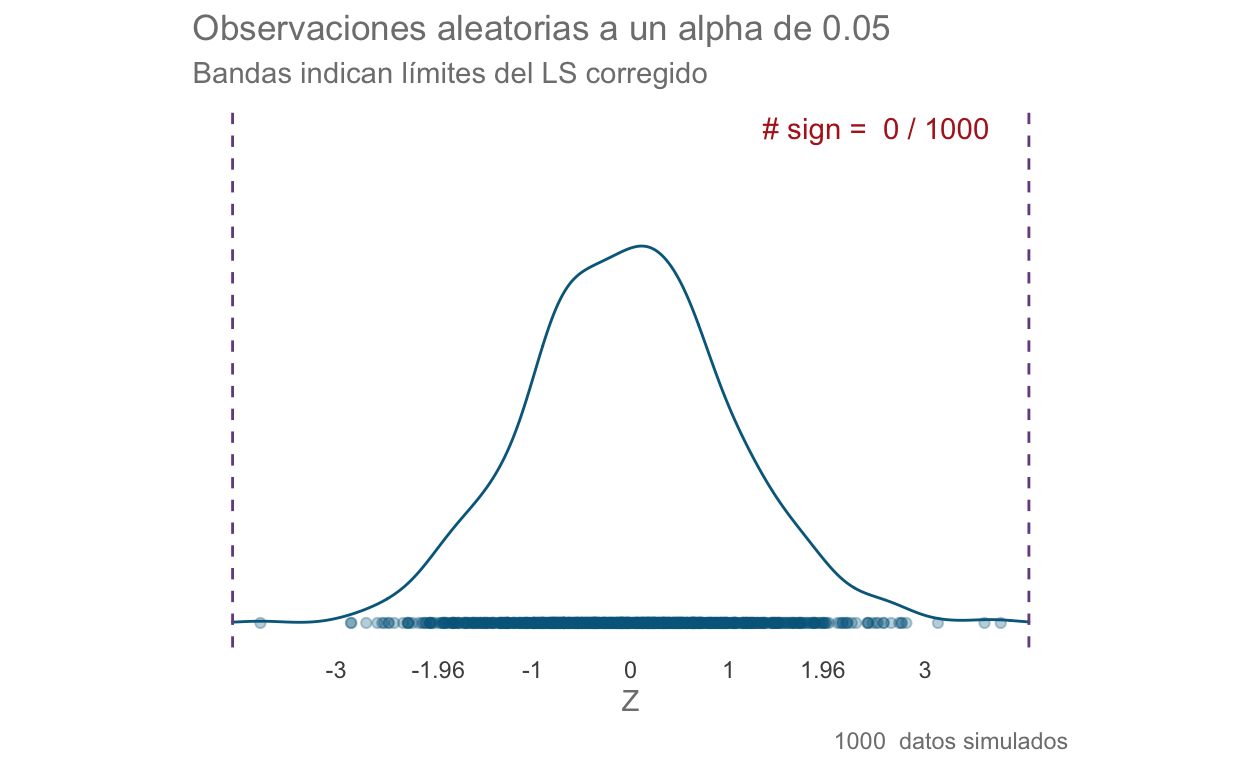 Observaciones aleatorias a un alpha de 0.05
Bandas indican límites del LS corregido
# sign =  0 / 1000
-3 -1.96 -1 0 1 1.96 3
Z
1000  datos simulados